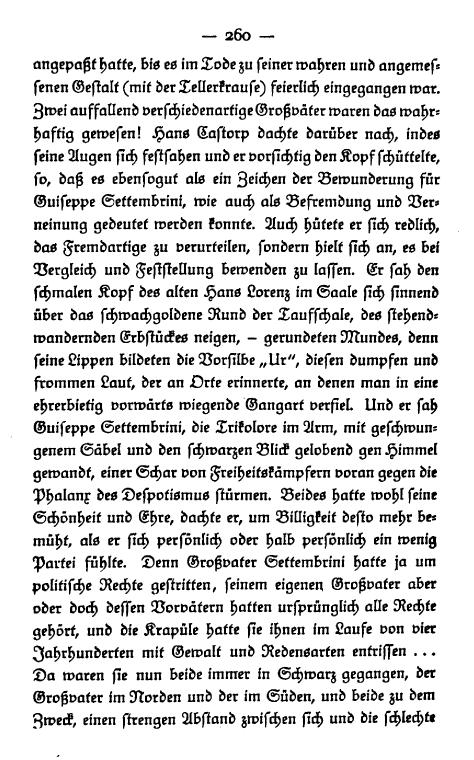 — 260 —
angepaßt hatte, bis es im Tode zu seiner wahren und angemes-
senen Gestalt (mit der Tellerkrause) feierlich eingegangen war.
Zwei auffallend verschiedenartige Großväter waren das wahr-
haftig gewesen! Hans Castorp dachte darüber nach, indes
seine Augen sich festsahen und er vorsichtig den Kopf schüttelte,
so, daß es ebensogut als ein Zeichen der Bewunderung für
Guiseppe Settembrini, wie auch als Befremdung und Ver-
neinung gedeutet werden konnte. Auch hütete er sich redlich,
das Fremdartige zu verurteilen, sondern hielt sich an, es bei
Vergleich und Feststellung bewenden zu lassen. Er sah den
schmalen Kopf des alten Hans Lorenz im Saale sich sinnend
über das schwachgoldene Rund der Taufschale, des stehend-
wandernden Erbstückes neigen, – gerundeten Mundes, denn
seine Lippen bildeten die Vorsilbe „Ur“, diesen dumpfen und
frommen Laut, der an Orte erinnerte, an denen man in eine
ehrerbietig vorwärts wiegende Gangart verfiel. Und er sah
Guiseppe Settembrini, die Trikolore im Arm, mit geschwun-
genem Säbel und den schwarzen Blick gelobend gen Himmel
gewandt, einer Schar von Freiheitskämpfern voran gegen die
Phalanx des Despotismus stürmen. Beides hatte wohl seine
Schönheit und Ehre, dachte er, um Billigkeit desto mehr be-
müht, als er sich persönlich oder halb persönlich ein wenig
Partei fühlte. Denn Großvater Settembrini hatte ja um
politische Rechte gestritten, seinem eigenen Großvater aber
oder doch dessen Vorvätern hatten ursprünglich alle Rechte
gehört, und die Krapüle hatte sie ihnen im Laufe von vier
Jahrhunderten mit Gewalt und Redensarten entrissen ...
Da waren sie nun beide immer in Schwarz gegangen, der
Großvater im Norden und der im Süden, und beide zu dem
Zweck, einen strengen Abstand zwischen sich und die schlechte